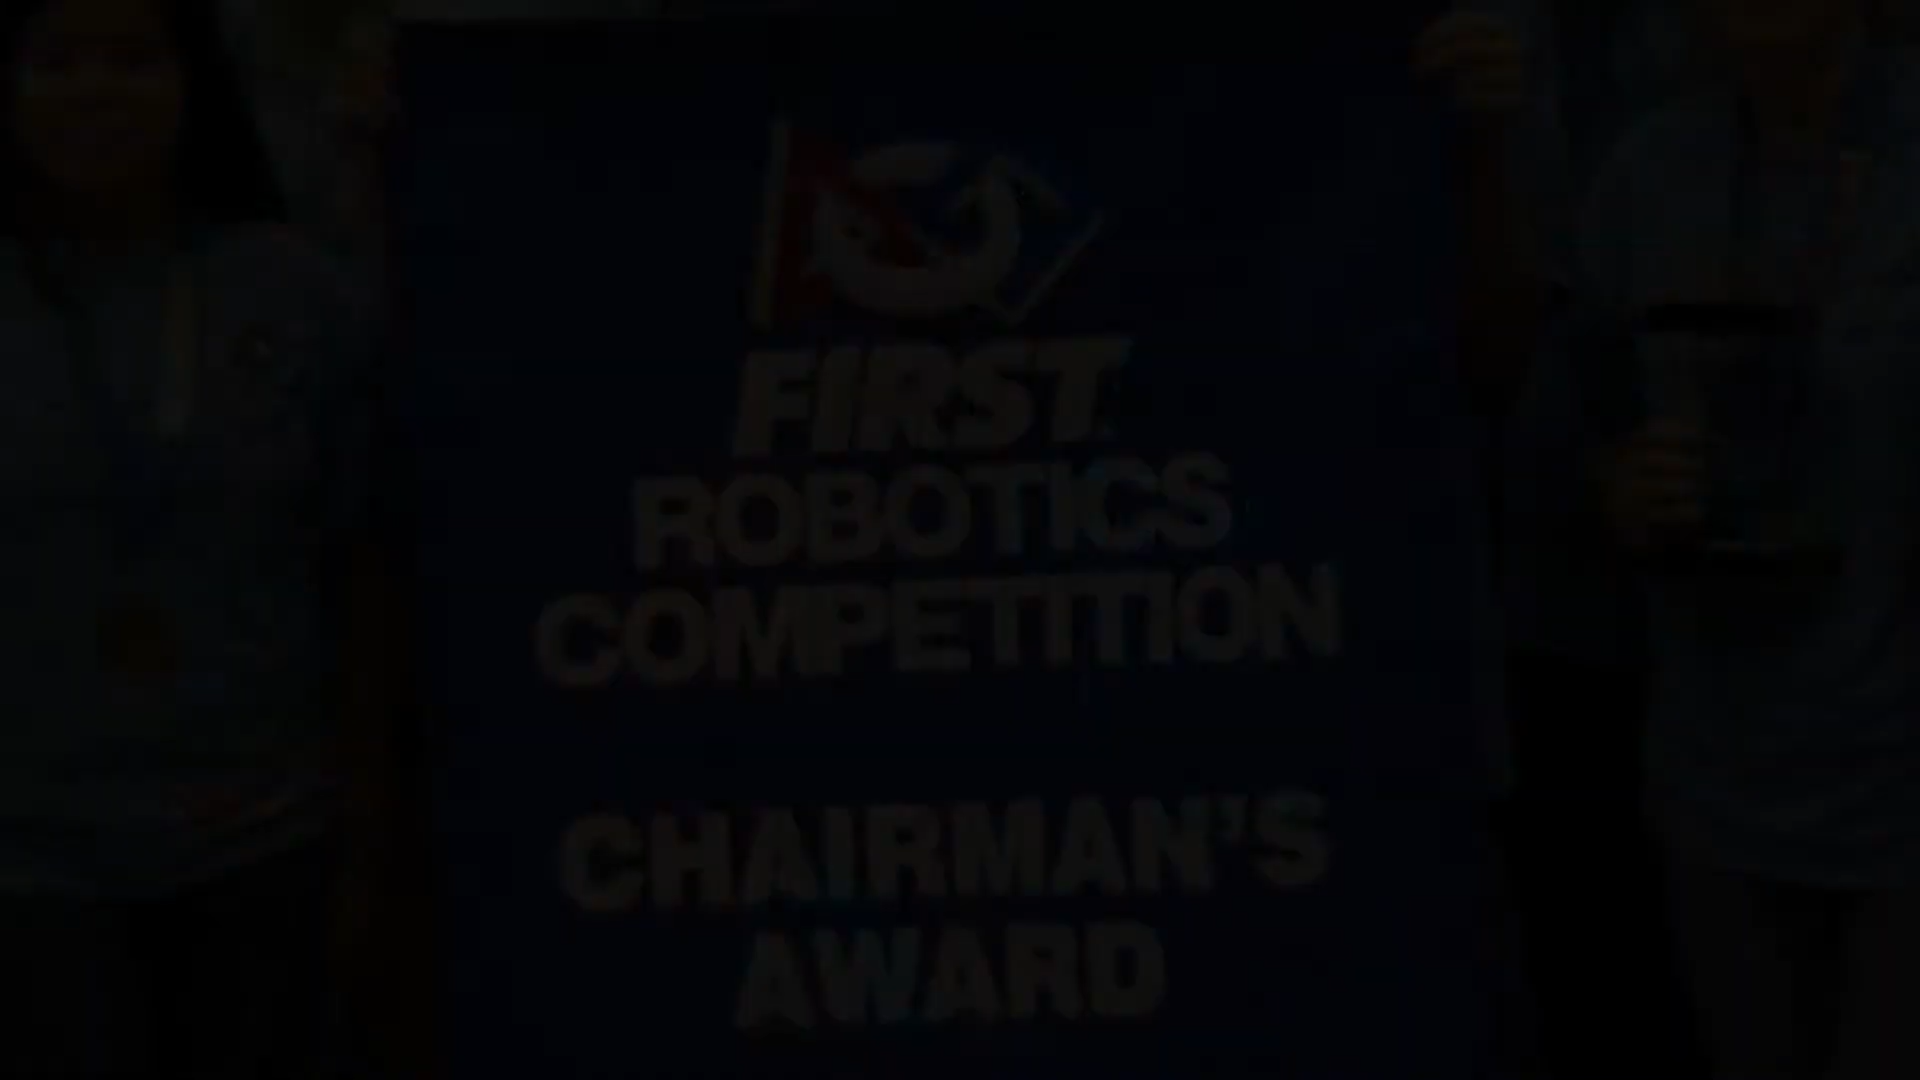 FIRST
ROBOTICS
COMPETITION
CHAIRMAN'S
AWARD